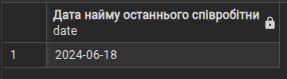 Дата найму останнього співробітни
date
1 2024-06-18